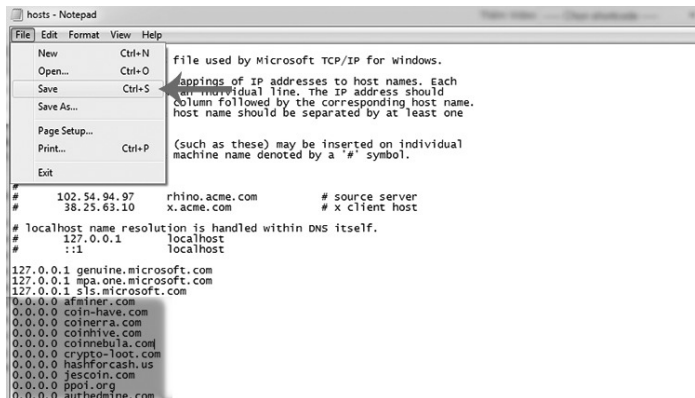 hosts - Notepad
File Edit Format View Help
New Ctrl+N
Open... Ctrl+O
Save Ctrl+S
Save As...
Page Setup...
Print... Ctrl+P
Exit
file used by Microsoft TCP/IP for Windows.
mappings of IP addresses to host names. Each
an individual line. The IP address should
column followed by the corresponding host name.
host name should be separated by at least one
(such as these) may be inserted on individual
machine name denoted by a '#' symbol.
#
# 102.54.94.97 rhino.acme.com # source server
# 38.25.63.10 x.acme.com # x client host
# localhost name resolution is handled within DNS itself.
# 127.0.0.1 localhost
# ::1 localhost
127.0.0.1 genuine.microsoft.com
127.0.0.1 mpa.one.microsoft.com
127.0.0.1 sls.microsoft.com
0.0.0.0 afminer.com
0.0.0.0 coin-have.com
0.0.0.0 coinerra.com
0.0.0.0 coinhive.com
0.0.0.0 coinnebula.com
0.0.0.0 crypto-loot.com
0.0.0.0 hashforcash.us
0.0.0.0 jescoin.com
0.0.0.0 ppoi.org
0.0.0.0 authedmine.com